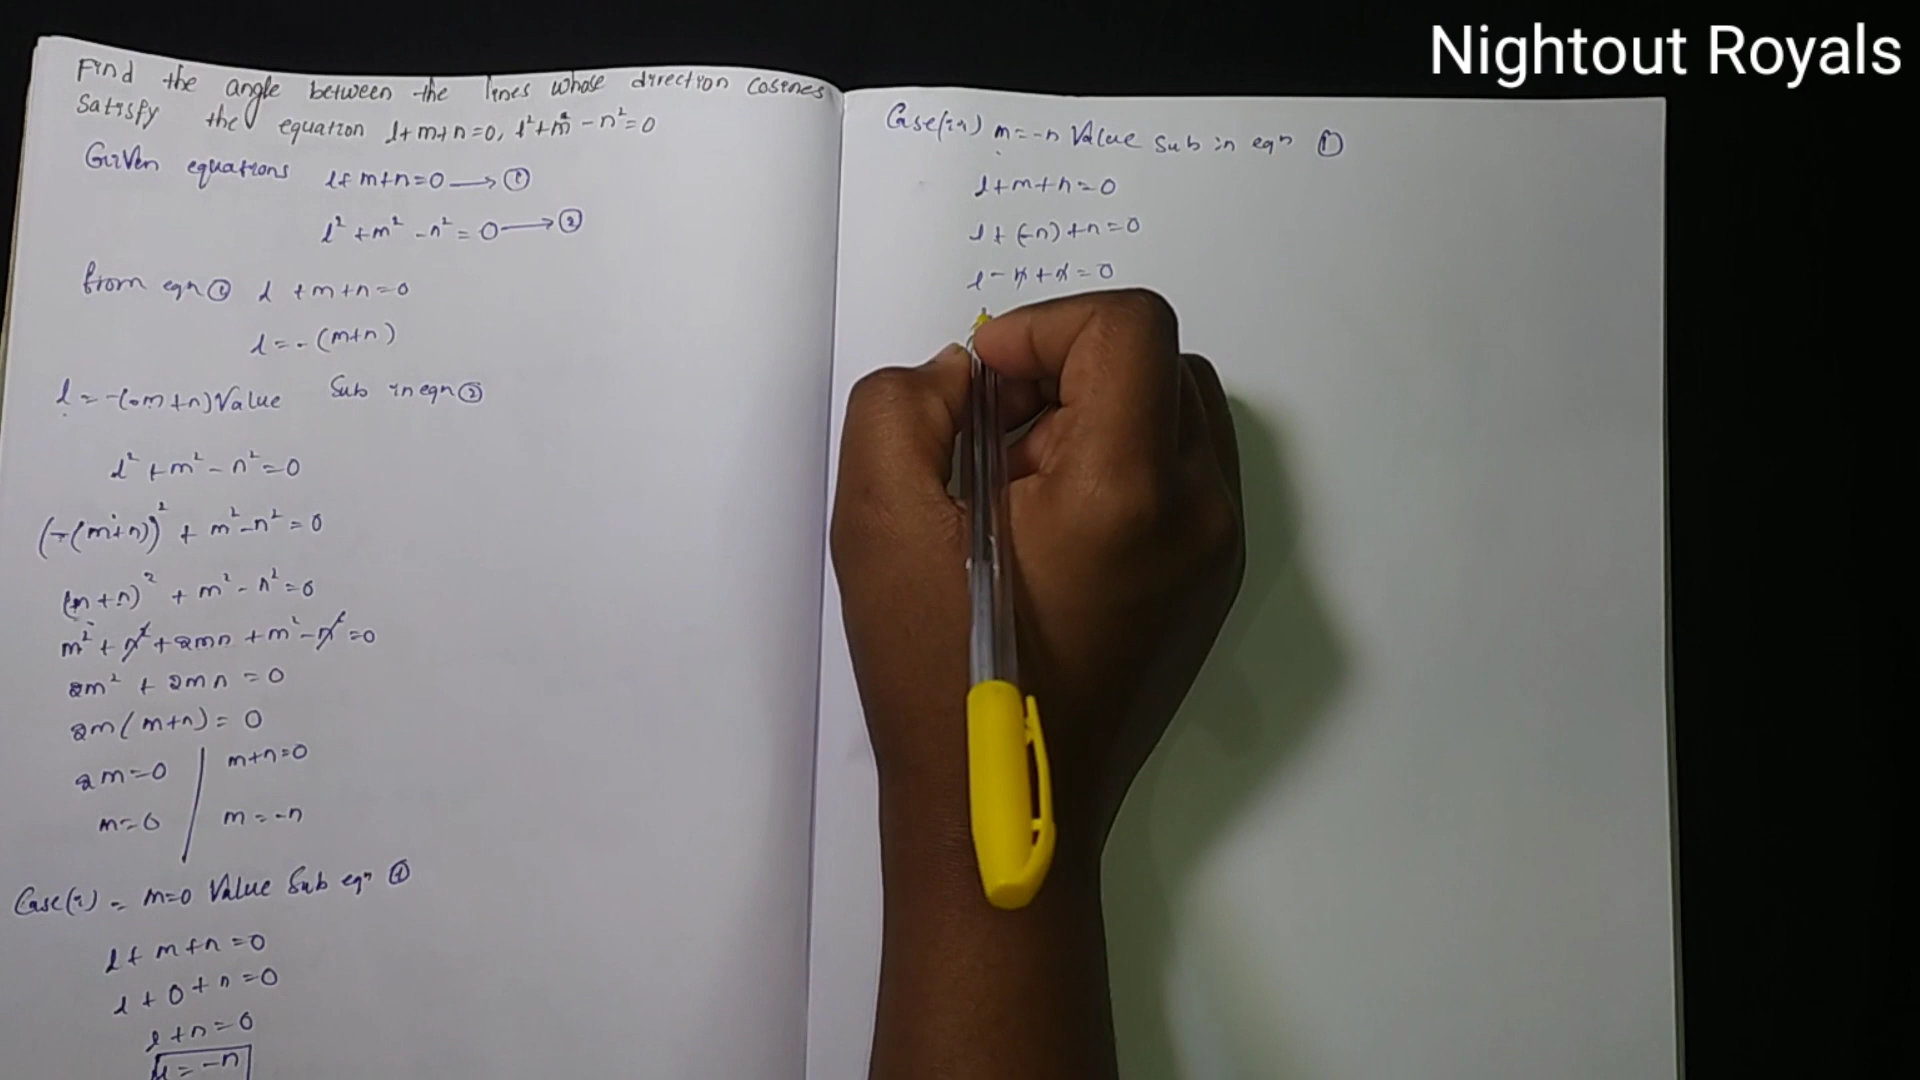 Nightout Royals
Find the angle between the lines whose direction cosines
Satisfy the equation l+m+n=0, l²+m²-n²=0
Given equations l+m+n=0 → ①
l²+m²-n²=0 → ②
from eqn ① l+m+n=0
l=-(m+n)
l=-(m+n) Value Sub in eqn ②
l²+m²-n²=0
(-(m+n))²+m²-n²=0
(m+n)²+m²-n²=0
m²+n²+2mn+m²-n²=0
2m²+2mn=0
2m(m+n)=0
2m=0 | m+n=0
m=0 | m=-n
Case(i) - m=0 Value Sub eqn ①
l+m+n=0
l+0+n=0
l+n=0
l=-n
Case(ii) m=-n Value Sub in eqn ①
l+m+n=0
l+(-n)+n=0
l-n+n=0